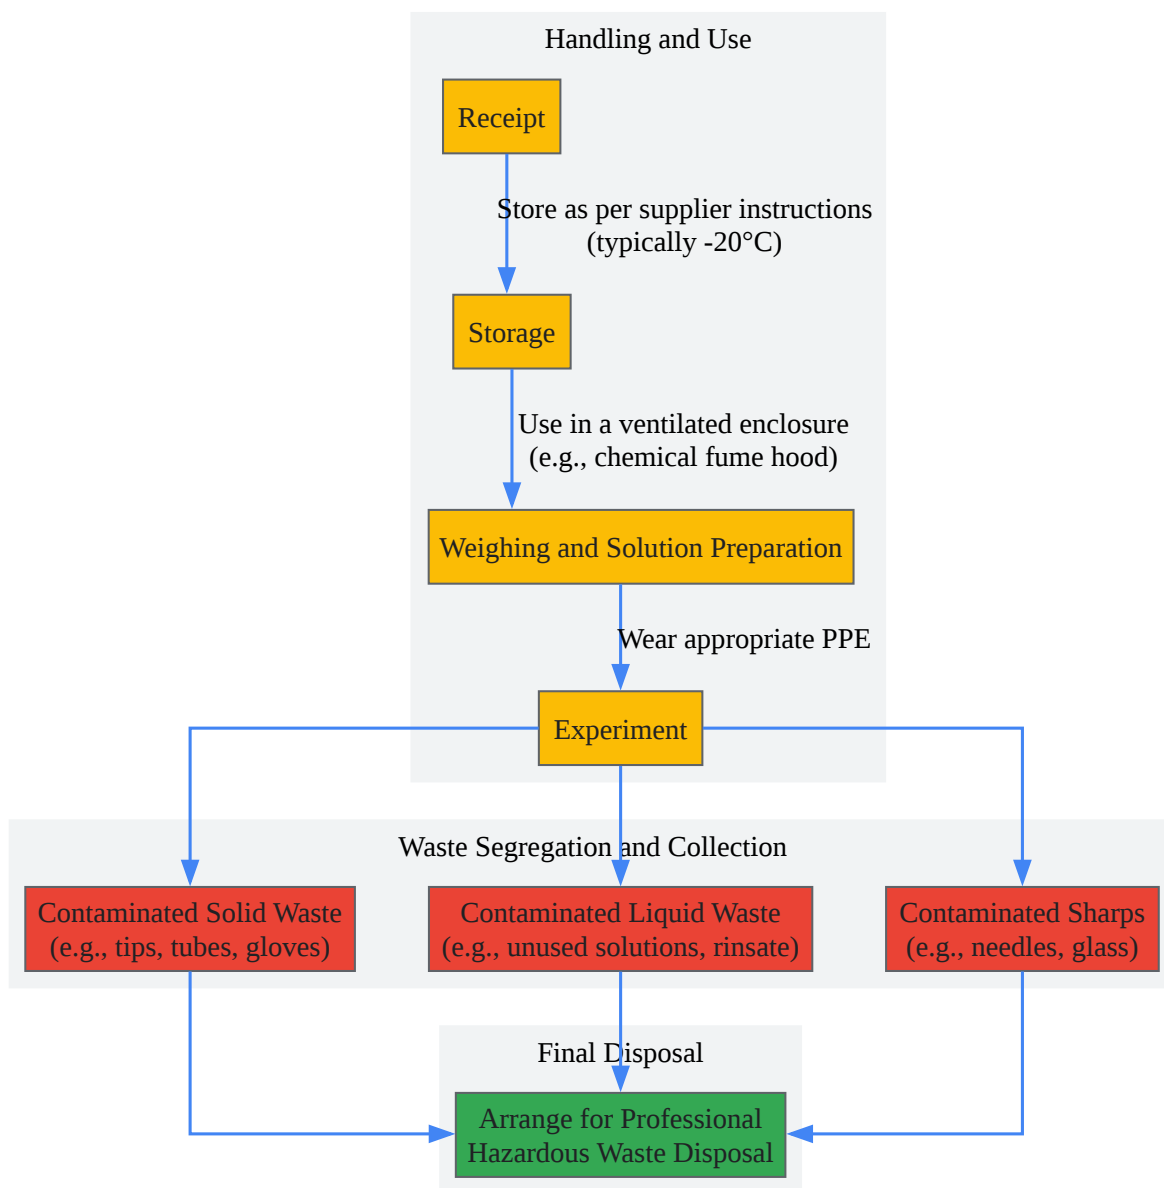 Handling and Use
Receipt
Store as per supplier instructions
(typically -20°C)
Storage
Use in a ventilated enclosure
(e.g., chemical fume hood)
Weighing and Solution Preparation
Wear appropriate PPE
Experiment
Waste Segregation and Collection
Contaminated Solid Waste
(e.g., tips, tubes, gloves)
Contaminated Liquid Waste
(e.g., unused solutions, rinsate)
Contaminated Sharps
(e.g., needles, glass)
Final Disposal
Arrange for Professional
Hazardous Waste Disposal